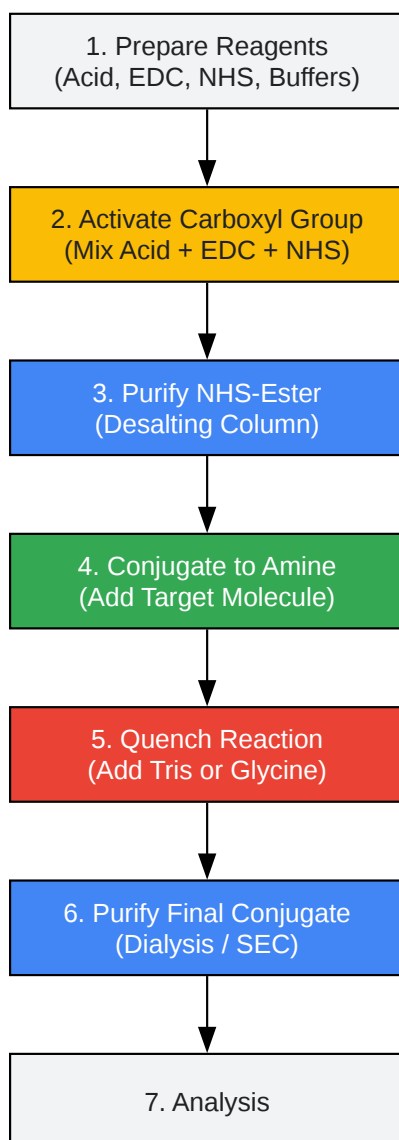 1. Prepare Reagents
(Acid, EDC, NHS, Buffers)
2. Activate Carboxyl Group
(Mix Acid + EDC + NHS)
3. Purify NHS-Ester
(Desalting Column)
4. Conjugate to Amine
(Add Target Molecule)
5. Quench Reaction
(Add Tris or Glycine)
6. Purify Final Conjugate
(Dialysis / SEC)
7. Analysis